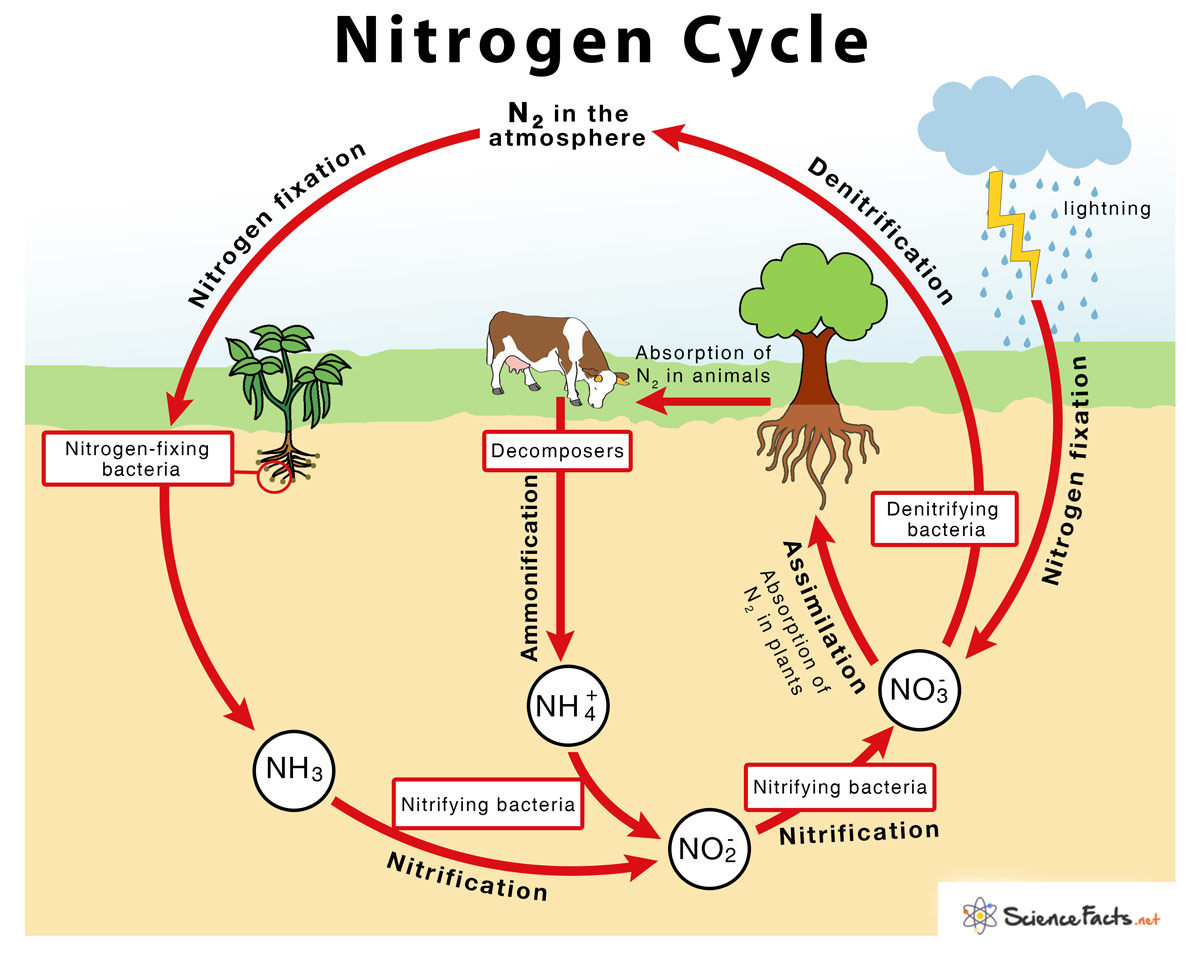 Nitrogen Cycle
N₂ in the
atmosphere
Nitrogen fixation
Denitrification
lightning
Absorption of
N₂ in animals
Nitrogen fixation
Nitrogen-fixing
bacteria
Decomposers
Ammonification
Denitrifying
bacteria
Assimilation
Absorption of
N₂ in plants
NH₄⁺
NO₃⁻
NH₃
Nitrifying bacteria
Nitrification
NO₂⁻
Nitrifying bacteria
Nitrification
ScienceFacts.net